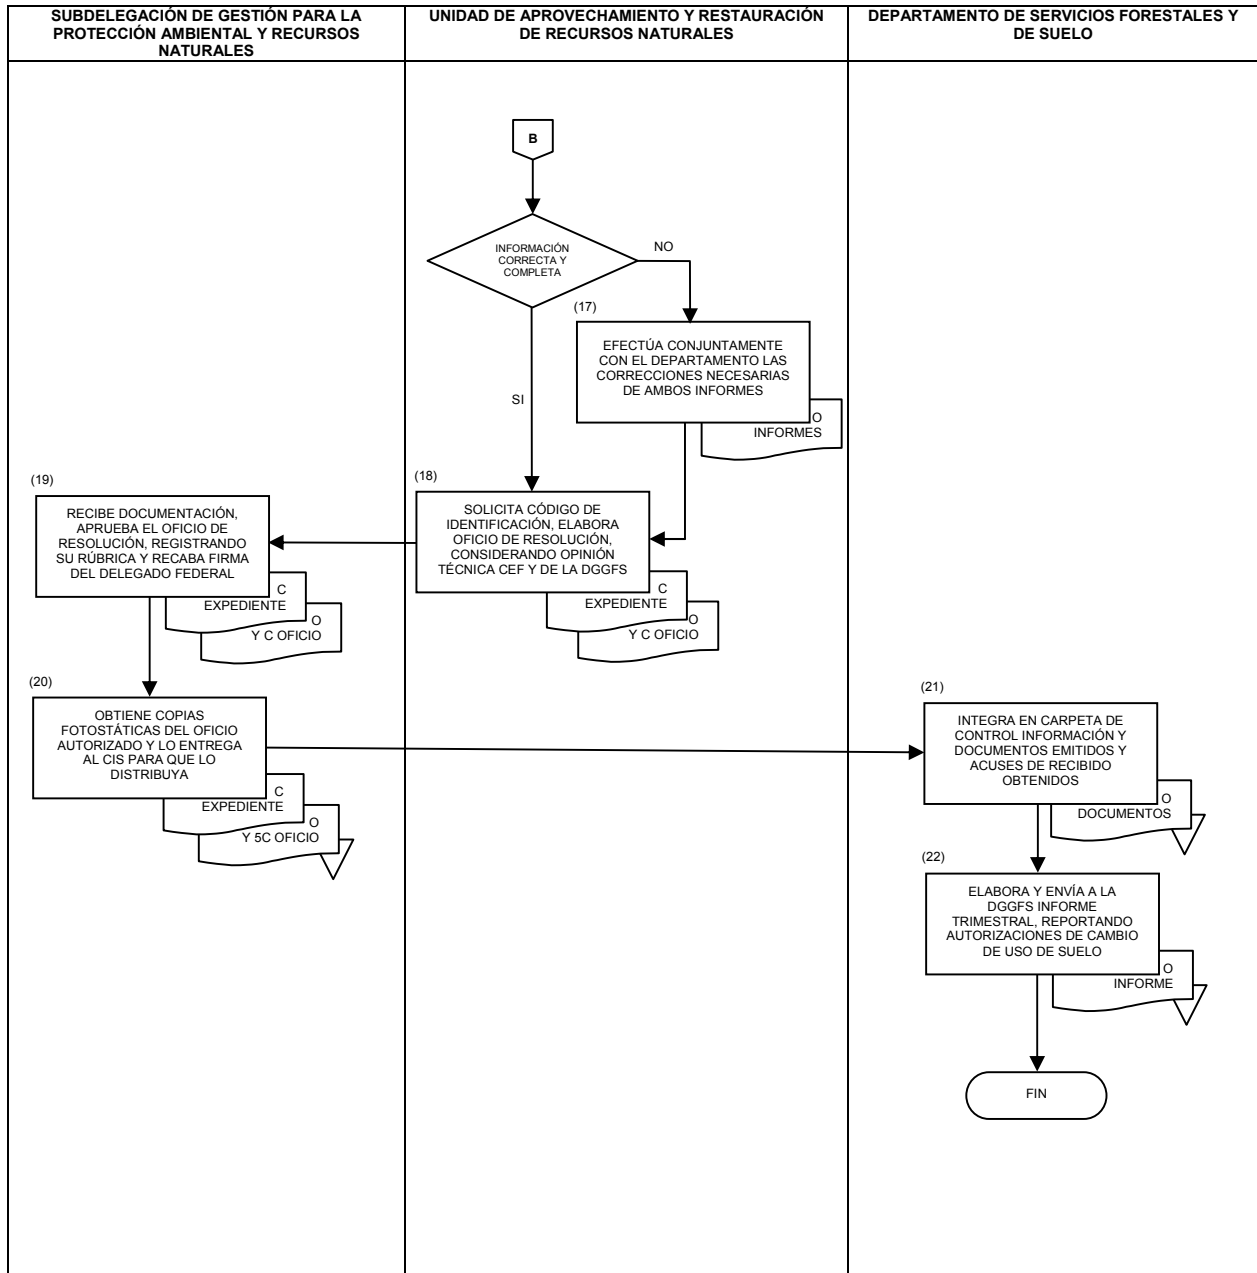 SUBDELEGACIÓN DE GESTIÓN PARA LA
PROTECCIÓN AMBIENTAL Y RECURSOS
NATURALES
UNIDAD DE APROVECHAMIENTO Y RESTAURACIÓN
DE RECURSOS NATURALES
DEPARTAMENTO DE SERVICIOS FORESTALES Y
DE SUELO
B
INFORMACIÓN
CORRECTA Y
COMPLETA
NO
SI
(17)
EFECTÚA CONJUNTAMENTE
CON EL DEPARTAMENTO LAS
CORRECCIONES NECESARIAS
DE AMBOS INFORMES
O
INFORMES
(18)
SOLICITA CÓDIGO DE
IDENTIFICACIÓN, ELABORA
OFICIO DE RESOLUCIÓN,
CONSIDERANDO OPINIÓN
TÉCNICA CEF Y DE LA DGGFS
C
EXPEDIENTE
O
Y C OFICIO
(19)
RECIBE DOCUMENTACIÓN,
APRUEBA EL OFICIO DE
RESOLUCIÓN, REGISTRANDO
SU RÚBRICA Y RECABA FIRMA
DEL DELEGADO FEDERAL
C
EXPEDIENTE
O
Y C OFICIO
(20)
OBTIENE COPIAS
FOTOSTÁTICAS DEL OFICIO
AUTORIZADO Y LO ENTREGA
AL CIS PARA QUE LO
DISTRIBUYA
C
EXPEDIENTE
O
Y 5C OFICIO
(21)
INTEGRA EN CARPETA DE
CONTROL INFORMACIÓN Y
DOCUMENTOS EMITIDOS Y
ACUSES DE RECIBIDO
OBTENIDOS
O
DOCUMENTOS
(22)
ELABORA Y ENVÍA A LA
DGGFS INFORME
TRIMESTRAL, REPORTANDO
AUTORIZACIONES DE CAMBIO
DE USO DE SUELO
O
INFORME
FIN